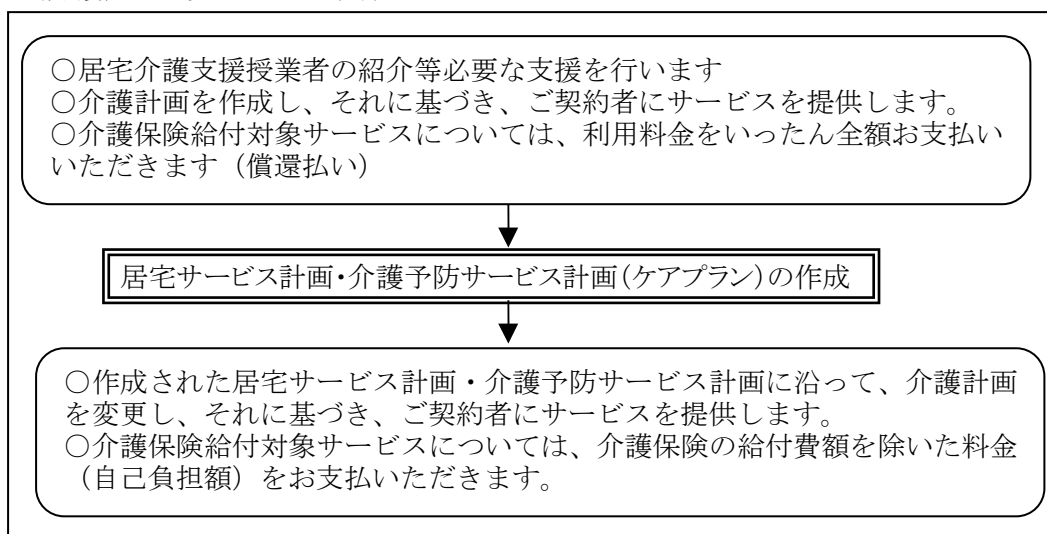 ○居宅介護支援授業者の紹介等必要な支援を行います
○介護計画を作成し、それに基づき、ご契約者にサービスを提供します。
○介護保険給付対象サービスについては、利用料金をいったん全額お支払い
いただきます（償還払い）
居宅サービス計画・介護予防サービス計画（ケアプラン）の作成
○作成された居宅サービス計画・介護予防サービス計画に沿って、介護計画
を変更し、それに基づき、ご契約者にサービスを提供します。
○介護保険給付対象サービスについては、介護保険の給付費額を除いた料金
（自己負担額）をお支払いただきます。